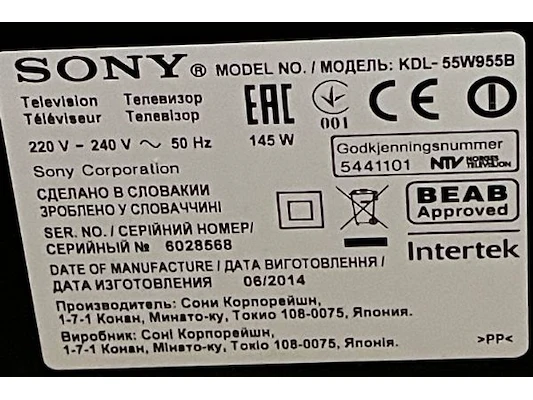 SONY® MODEL NO. / МОДЕЛЬ: KDL- 55W955B
Television Телевизор
Téléviseur Телевізор
EAC
001
CE
220 V – 240 V ~ 50 Hz 145 W
Godkjenningsnummer
5441101 NTV NORGES TELEVISJON
Sony Corporation
СДЕЛАНО В СЛОВАКИИ
ЗРОБЛЕНО У СЛОВАЧЧИНІ
BEAB
Approved
SER. NO. / СЕРІЙНИЙ НОМЕР/
СЕРИЙНЫЙ № 6028568
Intertek
DATE OF MANUFACTURE / ДАТА ВИГОТОВЛЕННЯ /
ДАТА ИЗГОТОВЛЕНИЯ 06/2014
Производитель: Сони Корпорейшн,
1-7-1 Конан, Минато-ку, Токио 108-0075, Япония.
Виробник: Соні Корпорейшн,
1-7-1 Конан, Мінато-ку, Токіо 108-0075, Японія.
>PP<